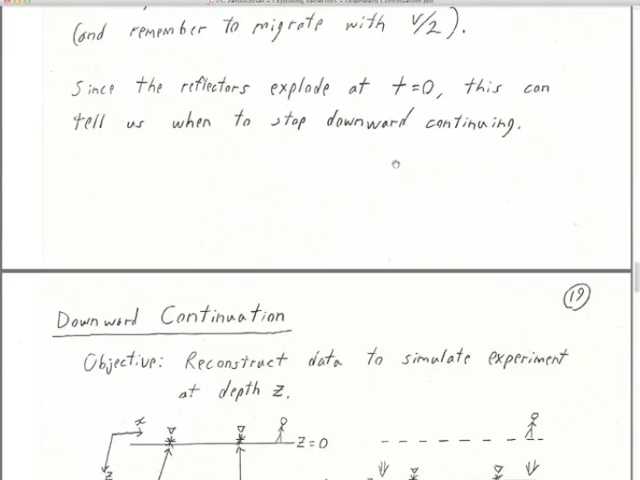 (and remember to migrate with V/2).
Since the reflectors explode at t=0, this can
tell us when to stop downward continuing.
19
Downward Continuation
Objective: Reconstruct data to simulate experiment
at depth z.
x
z=0
z